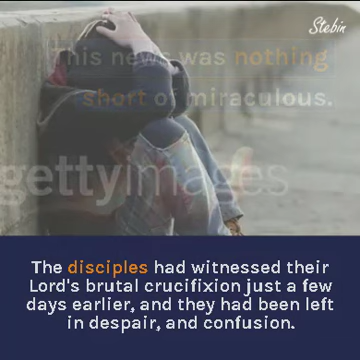 Stebin
This news was nothing
short of miraculous.
gettyimages
The disciples had witnessed their
Lord's brutal crucifixion just a few
days earlier, and they had been left
in despair, and confusion.